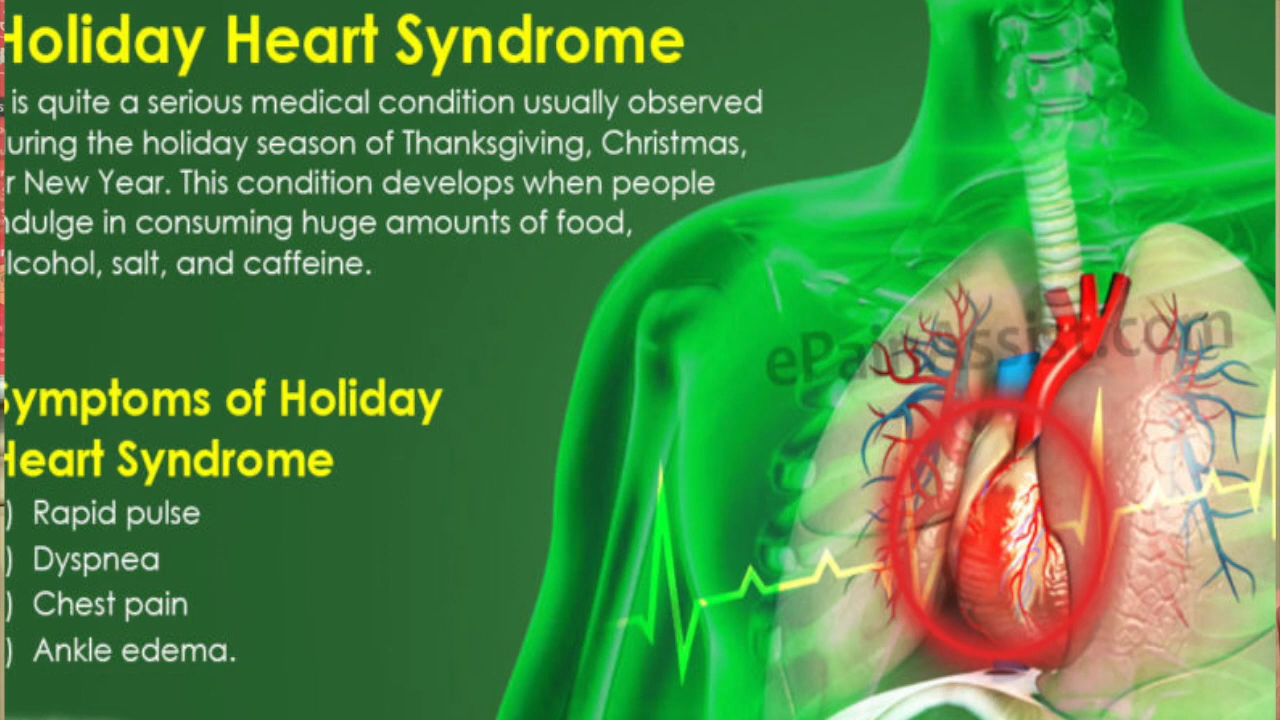 Holiday Heart Syndrome
is quite a serious medical condition usually observed
uring the holiday season of Thanksgiving, Christmas,
r New Year. This condition develops when people
ndulge in consuming huge amounts of food,
lcohol, salt, and caffeine.
Symptoms of Holiday
Heart Syndrome
) Rapid pulse
) Dyspnea
) Chest pain
) Ankle edema.
ePainAssist.com